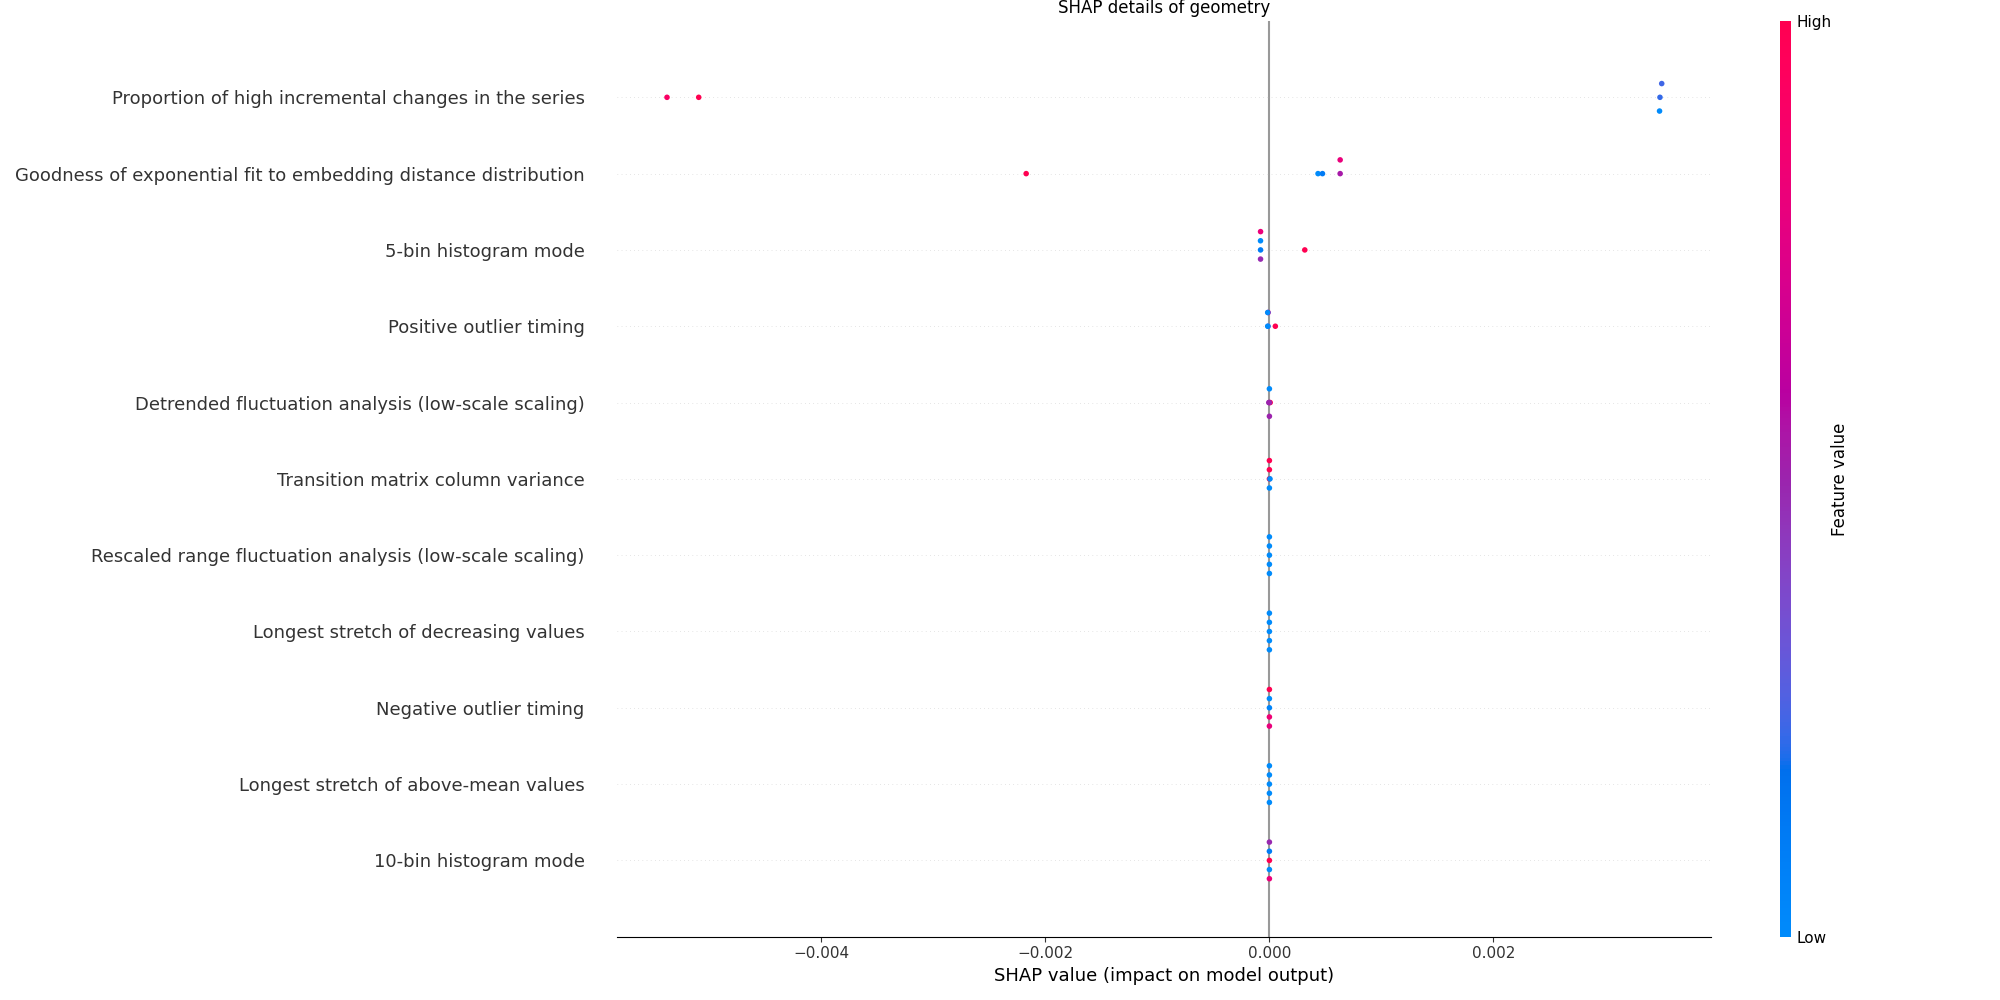 SHAP details of geometry
High
Proportion of high incremental changes in the series
Goodness of exponential fit to embedding distance distribution
5-bin histogram mode
Positive outlier timing
Detrended fluctuation analysis (low-scale scaling)
Transition matrix column variance
Rescaled range fluctuation analysis (low-scale scaling)
Longest stretch of decreasing values
Negative outlier timing
Longest stretch of above-mean values
10-bin histogram mode
Feature value
Low
−0.004 −0.002 0.000 0.002
SHAP value (impact on model output)